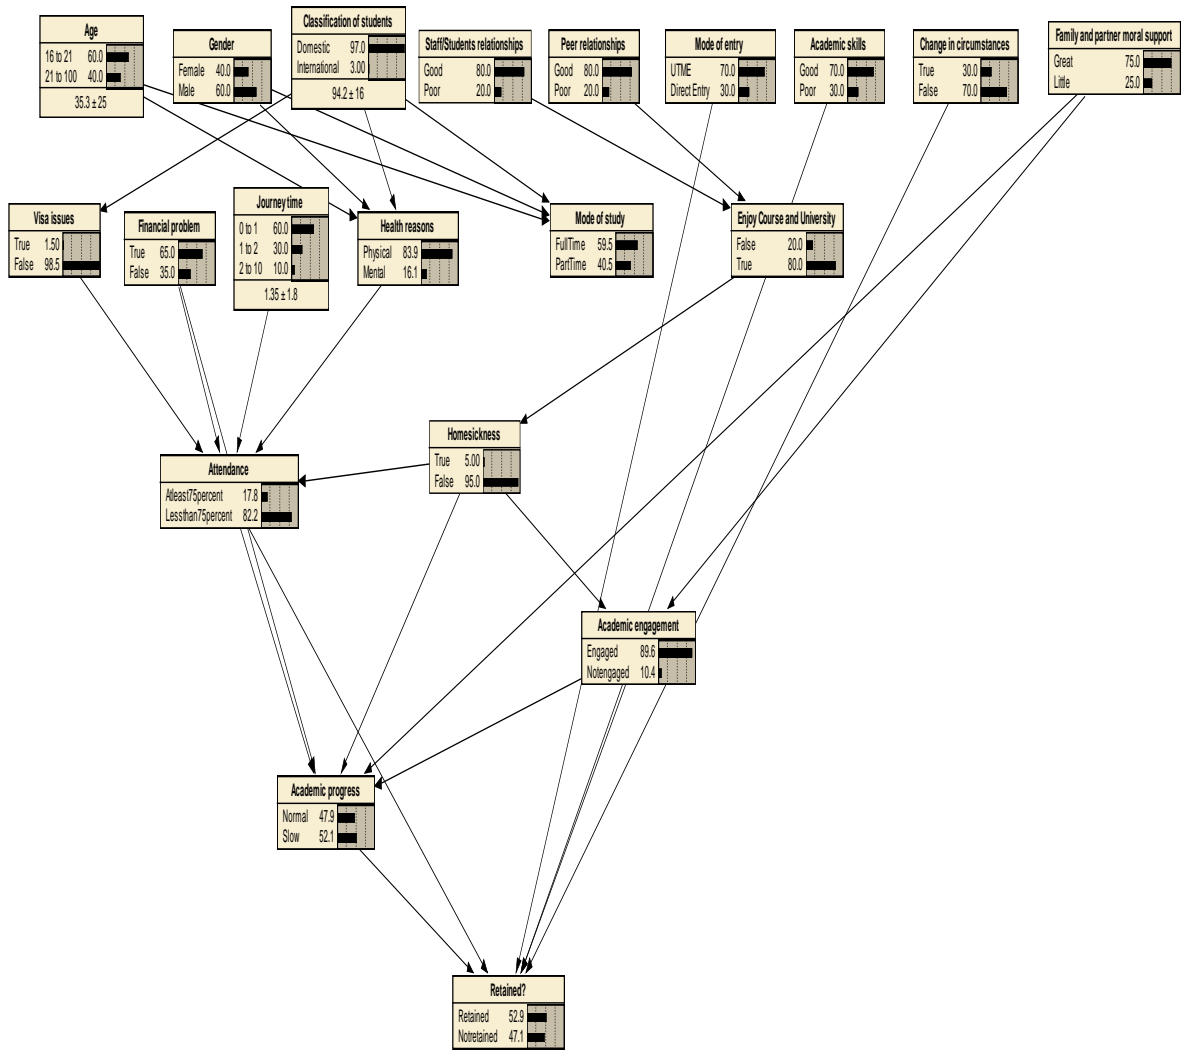 Age
16 to 21 60.0
21 to 100 40.0
35.3 ± 25
Gender
Female 40.0
Male 60.0
Classification of students
Domestic 97.0
International 3.00
94.2 ± 16
Staff/Students relationships
Good 80.0
Poor 20.0
Peer relationships
Good 80.0
Poor 20.0
Mode of entry
UTME 70.0
Direct Entry 30.0
Academic skills
Good 70.0
Poor 30.0
Change in circumstances
True 30.0
False 70.0
Family and partner moral support
Great 75.0
Little 25.0
Visa issues
True 1.50
False 98.5
Financial problem
True 65.0
False 35.0
Journey time
0 to 1 60.0
1 to 2 30.0
2 to 10 10.0
1.35 ± 1.8
Health reasons
Physical 83.9
Mental 16.1
Mode of study
FullTime 59.5
PartTime 40.5
Enjoy Course and University
False 20.0
True 80.0
Homesickness
True 5.00
False 95.0
Attendance
Atleast75percent 17.8
Lessthan75percent 82.2
Academic engagement
Engaged 89.6
Notengaged 10.4
Academic progress
Normal 47.9
Slow 52.1
Retained?
Retained 52.9
Notretained 47.1